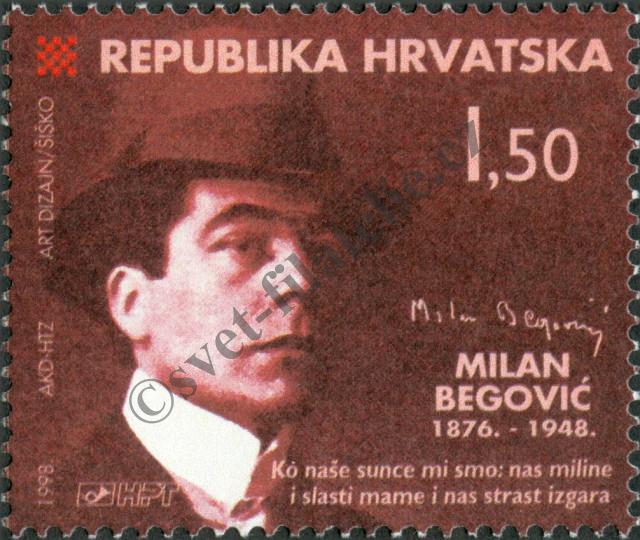 REPUBLIKA HRVATSKA
1,50
Milan Begović
MILAN
BEGOVIĆ
1876. - 1948.
Kó naše sunce mi smo: nas miline
i slasti mame i nas strast izgara
HPT
1998. AKD-HTZ ART DIZAJN/ŠIŠKO
©svet-filatelie.cz